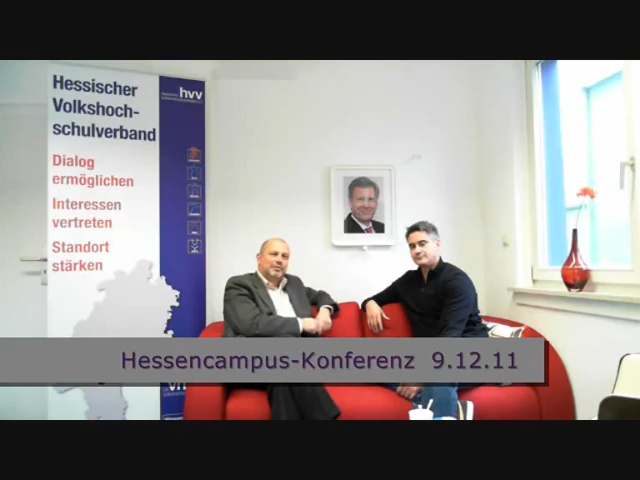 Hessischer
Volkshoch-
schulverband
Dialog
ermöglichen
Interessen
vertreten
Standort
stärken
hvv
Hessencampus-Konferenz 9.12.11